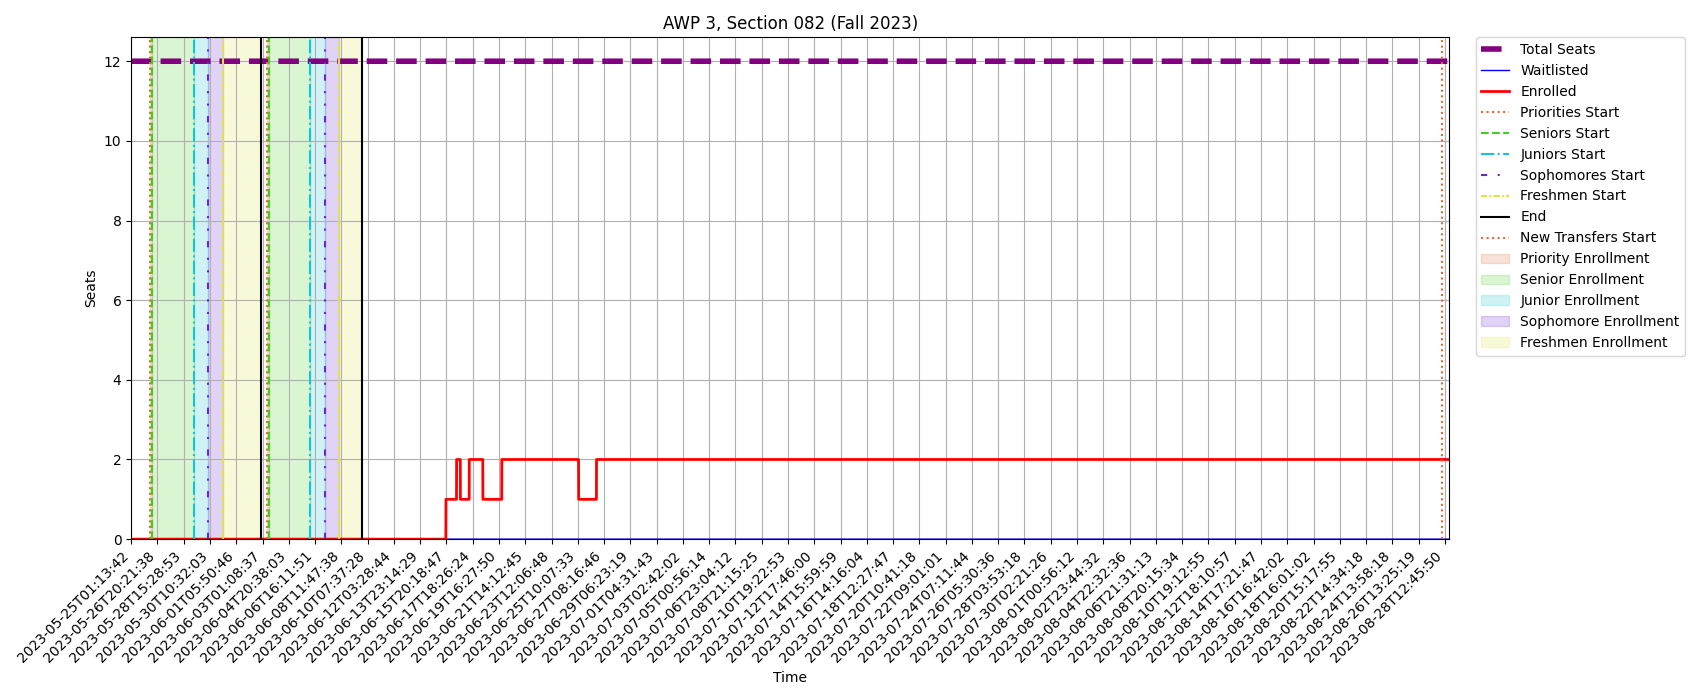 AWP 3, Section 082 (Fall 2023)
Seats
12
10
8
6
4
2
0
2023-05-25T01:13:42
2023-05-26T20:21:38
2023-05-28T15:28:53
2023-05-30T10:32:03
2023-06-01T05:50:46
2023-06-03T01:08:37
2023-06-04T20:38:03
2023-06-06T16:11:51
2023-06-08T11:47:38
2023-06-10T07:37:28
2023-06-12T03:28:44
2023-06-13T23:14:29
2023-06-15T20:18:47
2023-06-17T18:26:24
2023-06-19T16:27:50
2023-06-21T14:12:45
2023-06-23T12:06:48
2023-06-25T10:07:33
2023-06-27T08:16:46
2023-06-29T06:23:19
2023-07-01T04:31:43
2023-07-03T02:42:02
2023-07-05T00:56:14
2023-07-06T23:04:12
2023-07-08T21:15:25
2023-07-10T19:22:53
2023-07-12T17:46:00
2023-07-14T15:59:59
2023-07-16T14:16:04
2023-07-18T12:27:47
2023-07-20T10:41:18
2023-07-22T09:01:01
2023-07-24T07:11:44
2023-07-26T05:30:36
2023-07-28T03:53:18
2023-07-30T02:21:26
2023-08-01T00:56:12
2023-08-02T23:44:32
2023-08-04T22:32:36
2023-08-06T21:31:13
2023-08-08T20:15:34
2023-08-10T19:12:55
2023-08-12T18:10:57
2023-08-14T17:21:47
2023-08-16T16:42:02
2023-08-18T16:01:02
2023-08-20T15:17:55
2023-08-22T14:34:18
2023-08-24T13:58:18
2023-08-26T13:25:19
2023-08-28T12:45:50
Time
Total Seats
Waitlisted
Enrolled
Priorities Start
Seniors Start
Juniors Start
Sophomores Start
Freshmen Start
End
New Transfers Start
Priority Enrollment
Senior Enrollment
Junior Enrollment
Sophomore Enrollment
Freshmen Enrollment